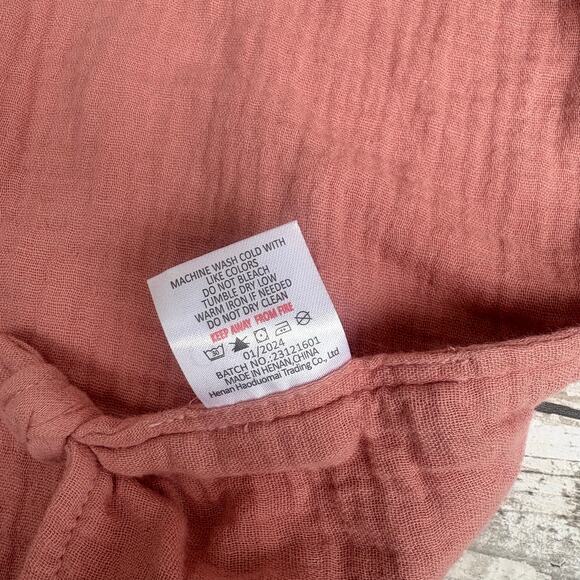 MACHINE WASH COLD WITH
LIKE COLORS
DO NOT BLEACH
TUMBLE DRY LOW
WARM IRON IF NEEDED
DO NOT DRY CLEAN
KEEP AWAY FROM FIRE
30
01/2024
BATCH NO.:23121601
MADE IN HENAN,CHINA
Henan Haoduomai Trading Co., Ltd